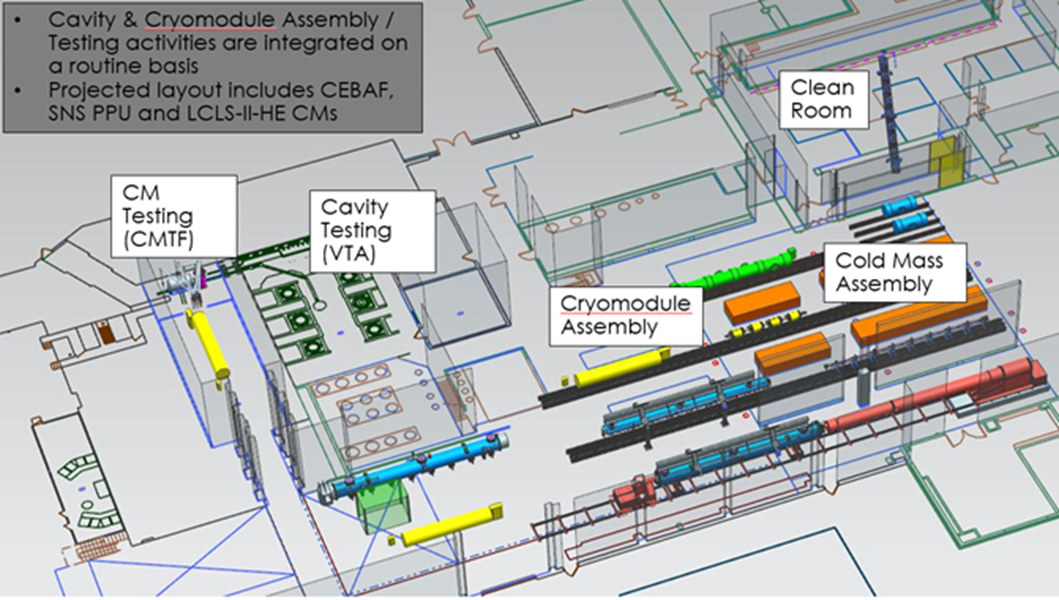 • Cavity & Cryomodule Assembly /
Testing activities are integrated on
a routine basis
• Projected layout includes CEBAF,
SNS PPU and LCLS-II-HE CMs
Clean
Room
CM
Testing
(CMTF)
Cavity
Testing
(VTA)
Cold Mass
Assembly
Cryomodule
Assembly